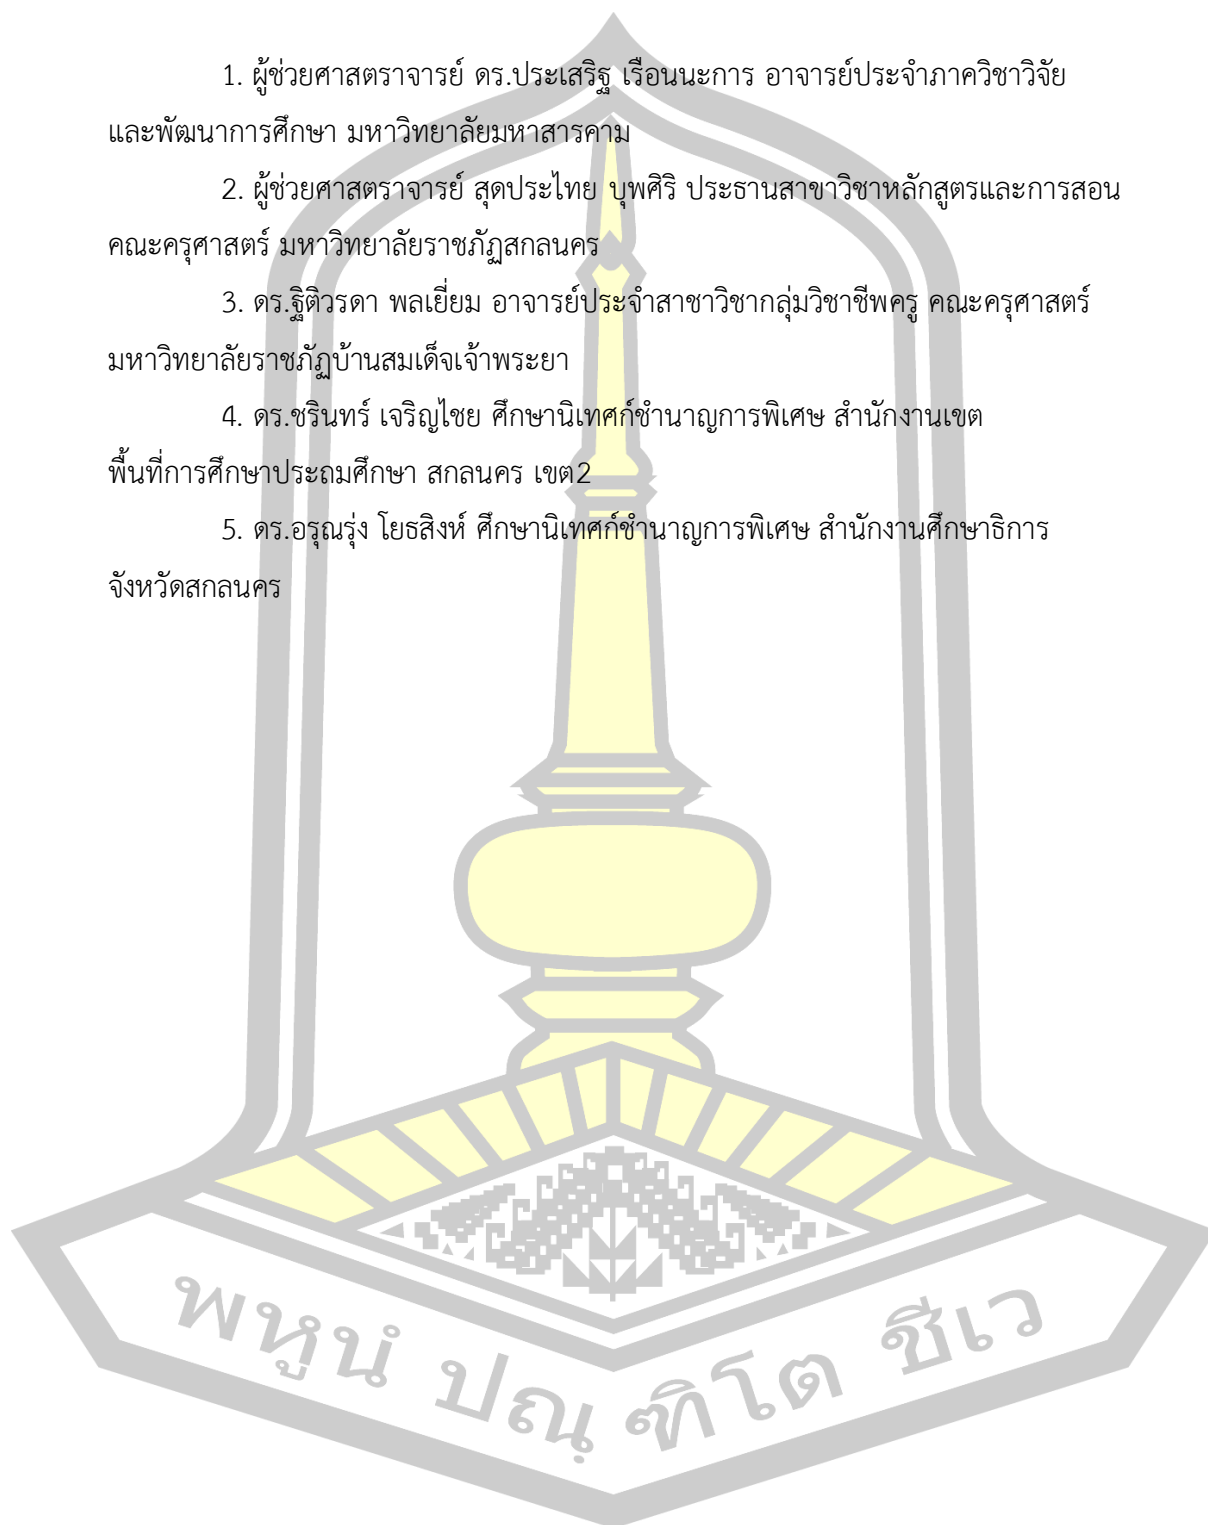 1. ผู้ช่วยศาสตราจารย์ ดร.ประเสริฐ เรือนนะการ อาจารย์ประจำภาควิชาวิจัย
และพัฒนาการศึกษา มหาวิทยาลัยมหาสารคาม
2. ผู้ช่วยศาสตราจารย์ สุดประไทย บุพศิริ ประธานสาขาวิชาหลักสูตรและการสอน
คณะครุศาสตร์ มหาวิทยาลัยราชภัฏสกลนคร
3. ดร.ฐิติวรดา พลเยี่ยม อาจารย์ประจำสาชาวิชากลุ่มวิชาชีพครู คณะครุศาสตร์
มหาวิทยาลัยราชภัฏบ้านสมเด็จเจ้าพระยา
4. ดร.ชรินทร์ เจริญไชย ศึกษานิเทศก์ชำนาญการพิเศษ สำนักงานเขต
พื้นที่การศึกษาประถมศึกษา สกลนคร เขต2
5. ดร.อรุณรุ่ง โยธสิงห์ ศึกษานิเทศก์ชำนาญการพิเศษ สำนักงานศึกษาธิการ
จังหวัดสกลนคร
พหูนํ ปณฺ ฑิโต ชีเว